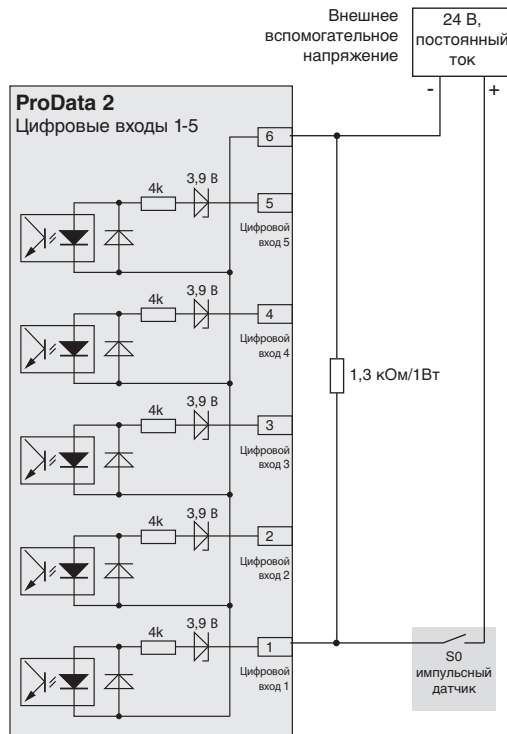 Внешнее
вспомогательное
напряжение
24 В,
постоянный
ток
- +
ProData 2
Цифровые входы 1-5
6
4k
3,9 В
5
Цифровой
вход 5
4k
3,9 В
4
Цифровой
вход 4
1,3 кОм/1Вт
4k
3,9 В
3
Цифровой
вход 3
4k
3,9 В
2
Цифровой
вход 2
4k
3,9 В
1
Цифровой
вход 1
S0
импульсный
датчик